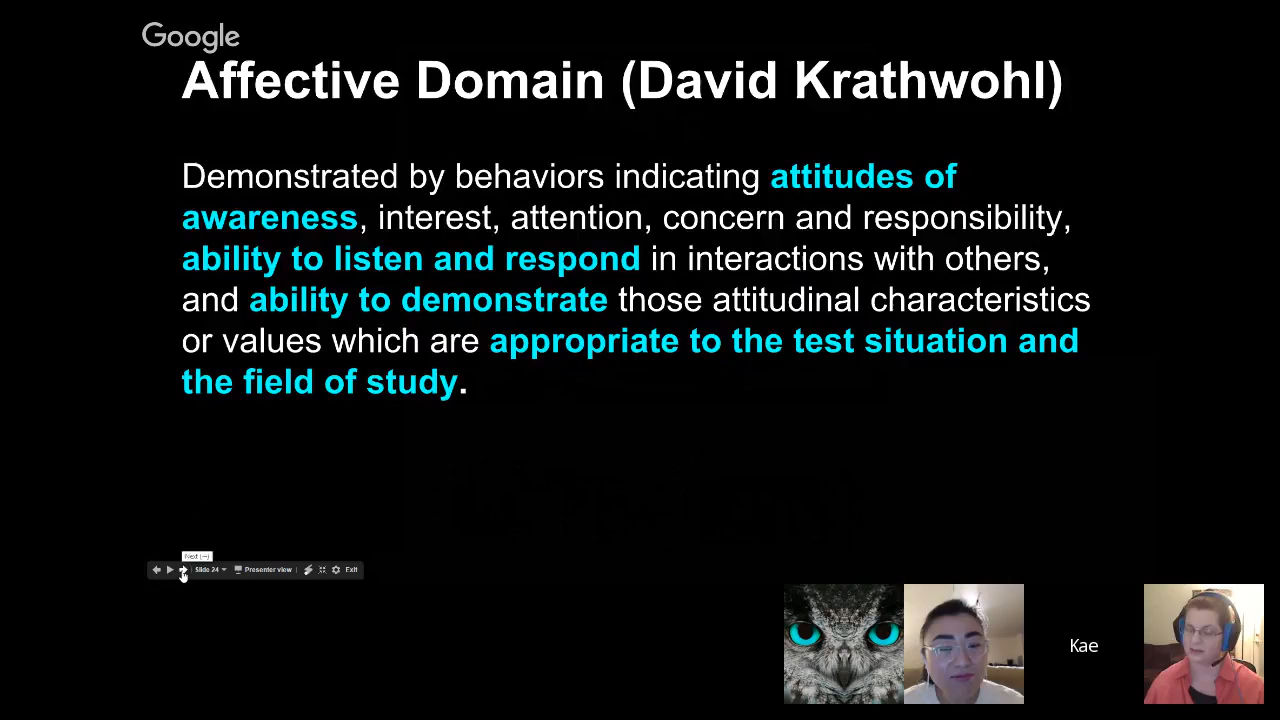 Google
Affective Domain (David Krathwohl)
Demonstrated by behaviors indicating attitudes of
awareness, interest, attention, concern and responsibility,
ability to listen and respond in interactions with others,
and ability to demonstrate those attitudinal characteristics
or values which are appropriate to the test situation and
the field of study.
Next (→)
Slide 24 Presenter view Exit
Kae